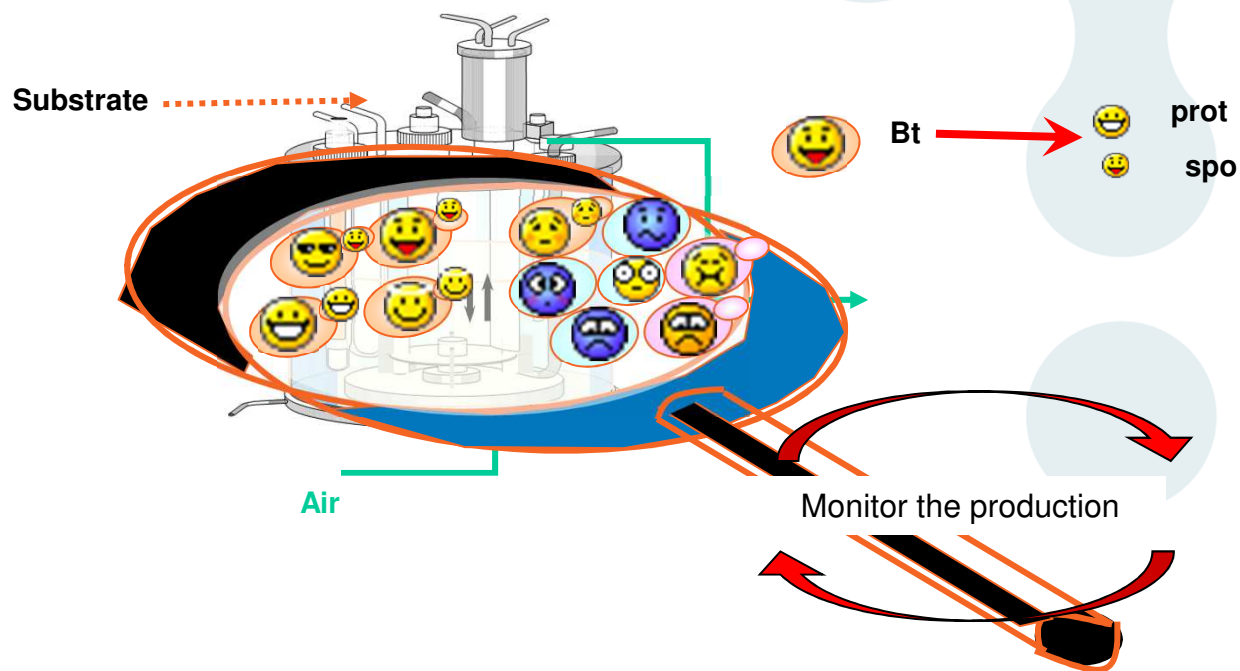 Substrate
Bt
prot
spo
Air
Monitor the production